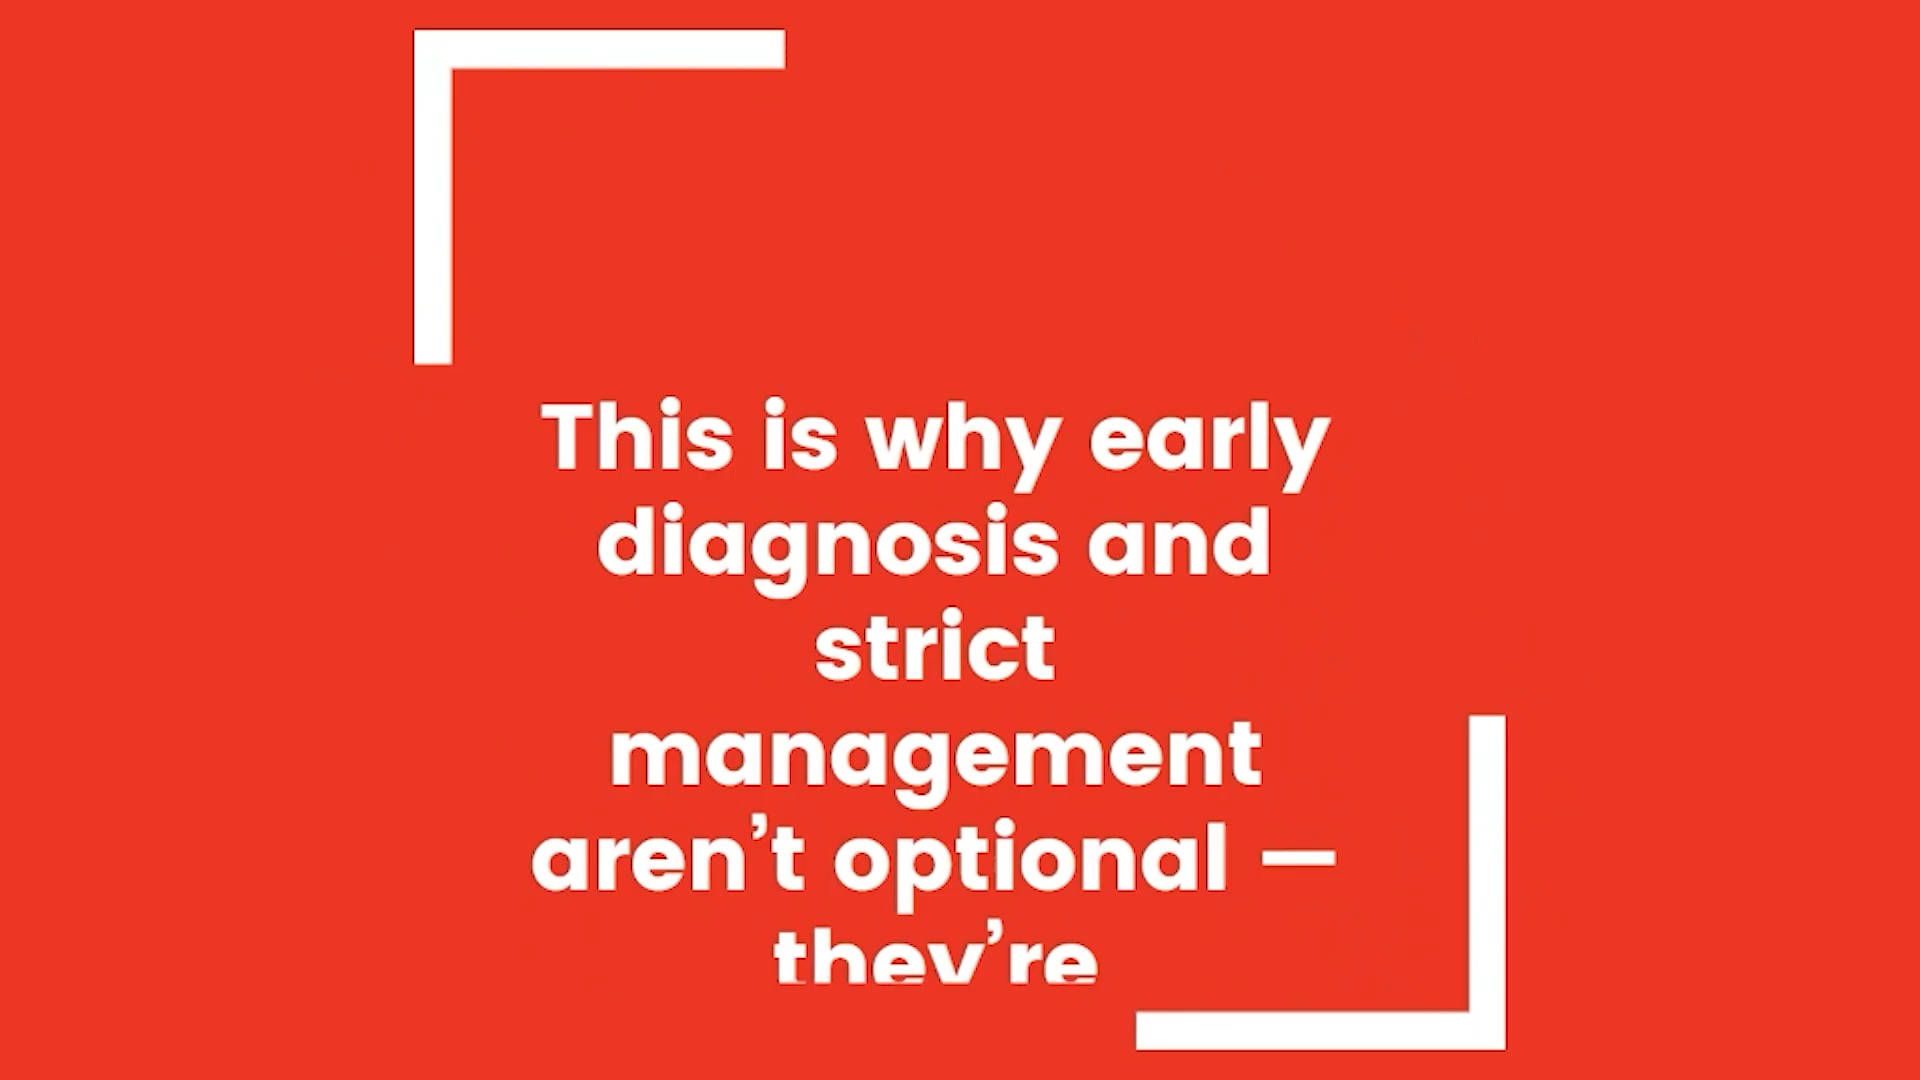 This is why early
diagnosis and
strict
management
aren’t optional —
they’re